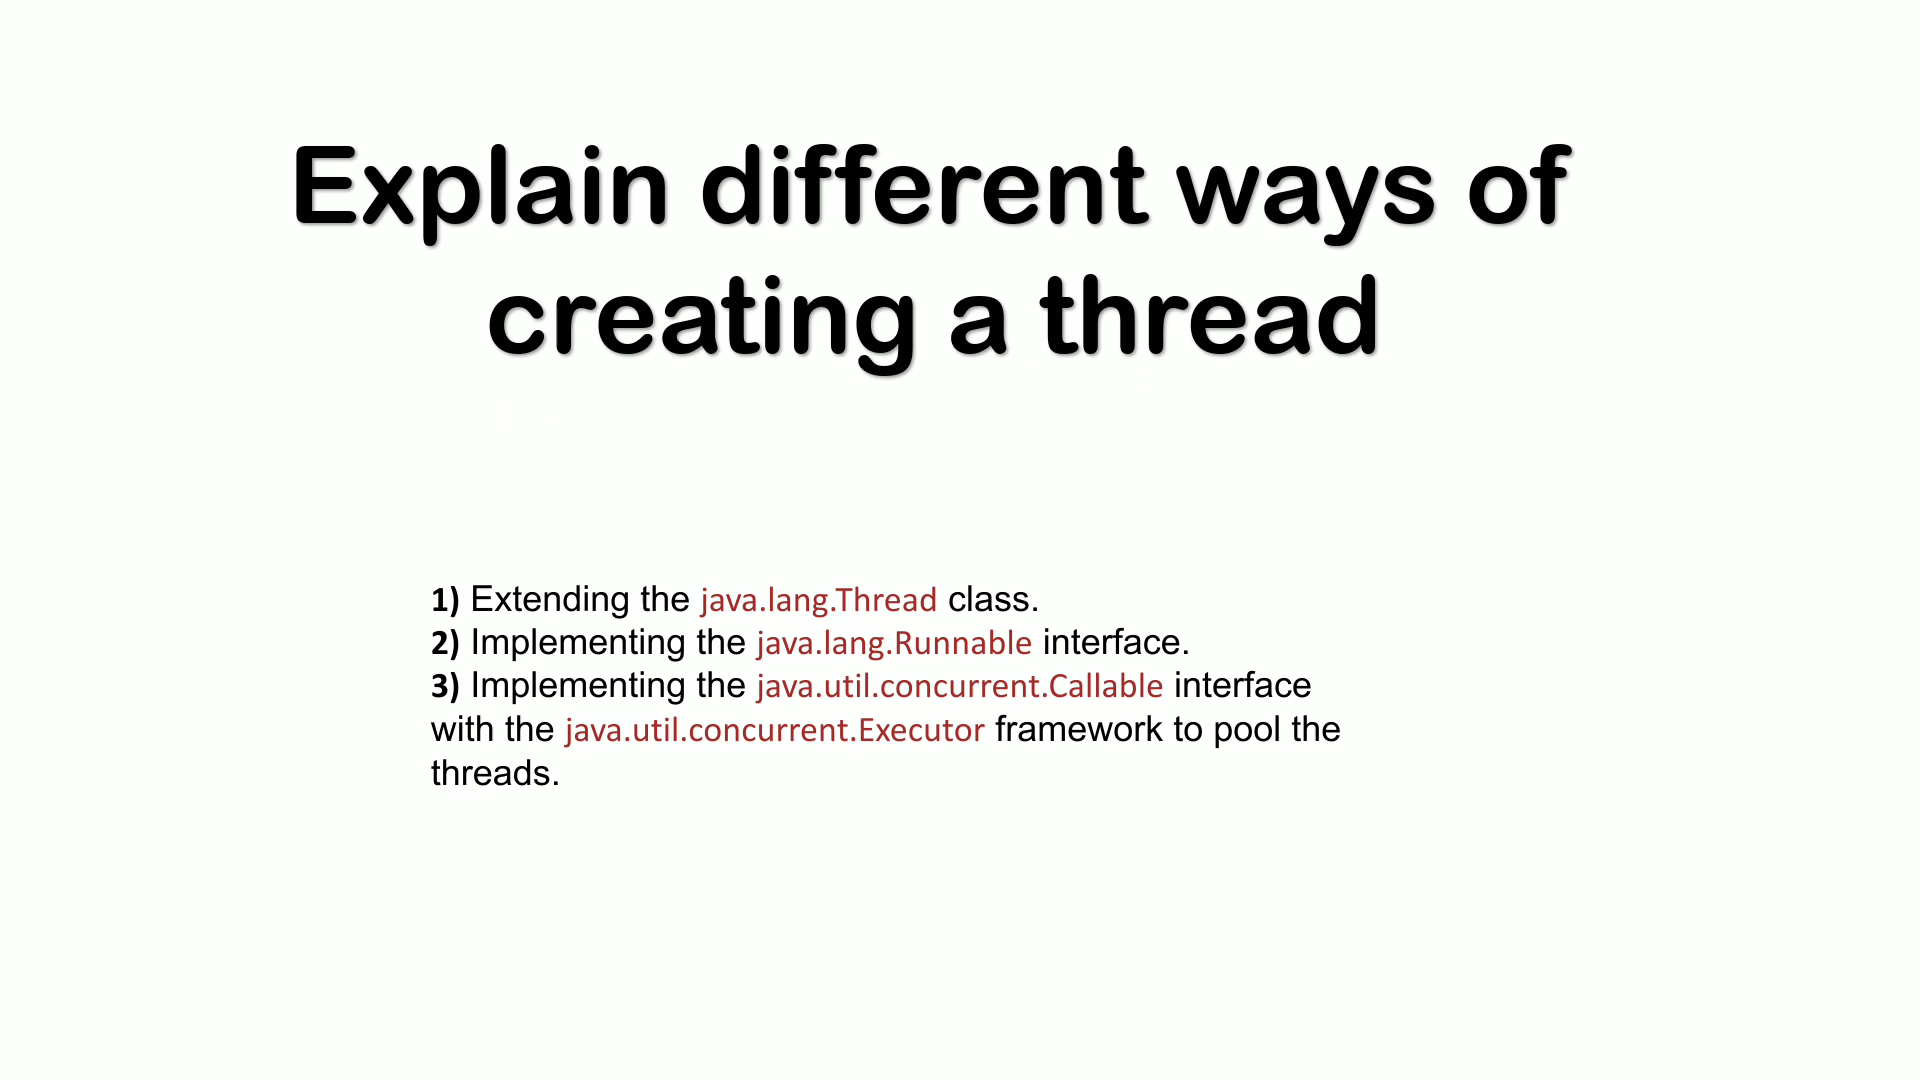 Explain different ways of
creating a thread
1) Extending the java.lang.Thread class.
2) Implementing the java.lang.Runnable interface.
3) Implementing the java.util.concurrent.Callable interface
with the java.util.concurrent.Executor framework to pool the
threads.